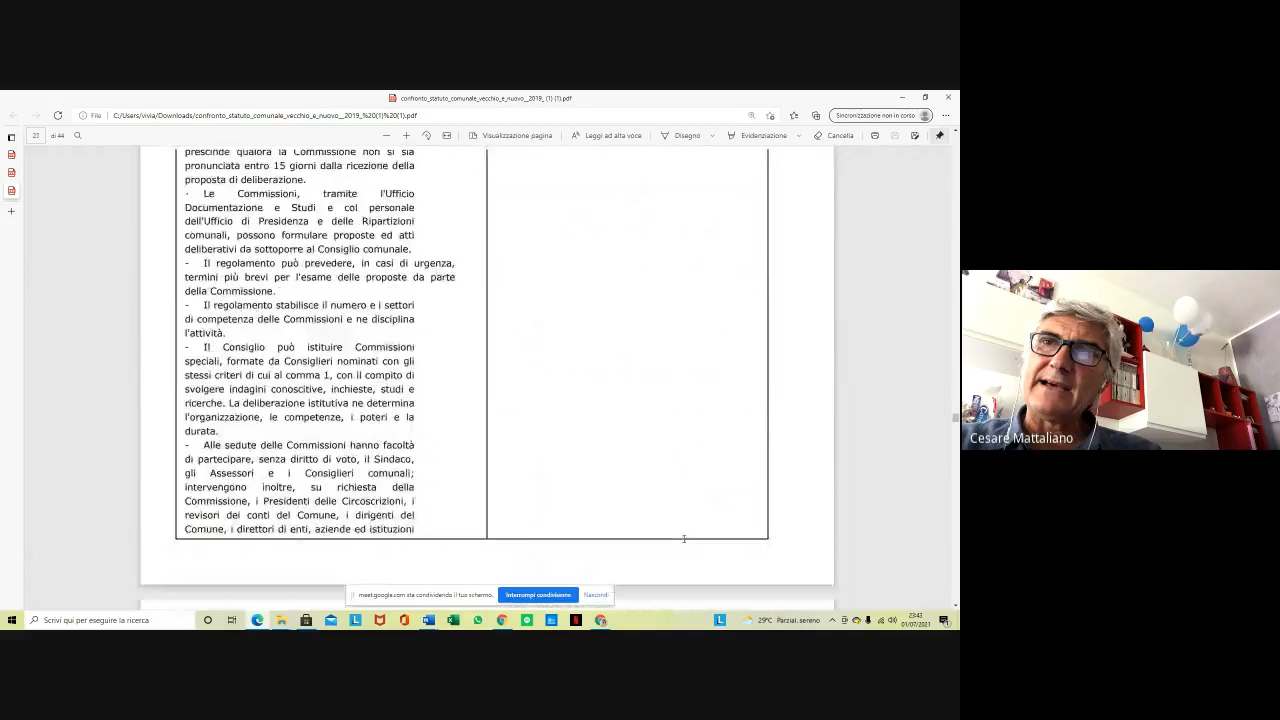 confronto_statuto_comunale_vecchio_e_nuovo__2019_ (1) (1).pdf
File
C:/Users/vivia/Downloads/confronto_statuto_comunale_vecchio_e_nuovo__2019_%20(1)%20(1).pdf
Sincronizzazione non in corso
di 44
Visualizzazione pagina
Leggi ad alta voce
Disegno
Evidenziazione
Cancella
prescinde qualora la Commissione non si sia
pronunciata entro 15 giorni dalla ricezione della
proposta di deliberazione.
- Le Commissioni, tramite l'Ufficio
Documentazione e Studi e col personale
dell'Ufficio di Presidenza e delle Ripartizioni
comunali, possono formulare proposte ed atti
deliberativi da sottoporre al Consiglio comunale.
- Il regolamento può prevedere, in casi di urgenza,
termini più brevi per l'esame delle proposte da parte
della Commissione.
- Il regolamento stabilisce il numero e i settori
di competenza delle Commissioni e ne disciplina
l'attività.
- Il Consiglio può istituire Commissioni
speciali, formate da Consiglieri nominati con gli
stessi criteri di cui al comma 1, con il compito di
svolgere indagini conoscitive, inchieste, studi e
ricerche. La deliberazione istitutiva ne determina
l'organizzazione, le competenze, i poteri e la
durata.
- Alle sedute delle Commissioni hanno facoltà
di partecipare, senza diritto di voto, il Sindaco,
gli Assessori e i Consiglieri comunali;
intervengono inoltre, su richiesta della
Commissione, i Presidenti delle Circoscrizioni, i
revisori dei conti del Comune, i dirigenti del
Comune, i direttori di enti, aziende ed istituzioni
Cesare Mattaliano
meet.google.com sta condividendo il tuo schermo.
Interrompi condivisione
Nascondi
Scrivi qui per eseguire la ricerca
29°C Parzial. sereno
23:43
01/07/2021